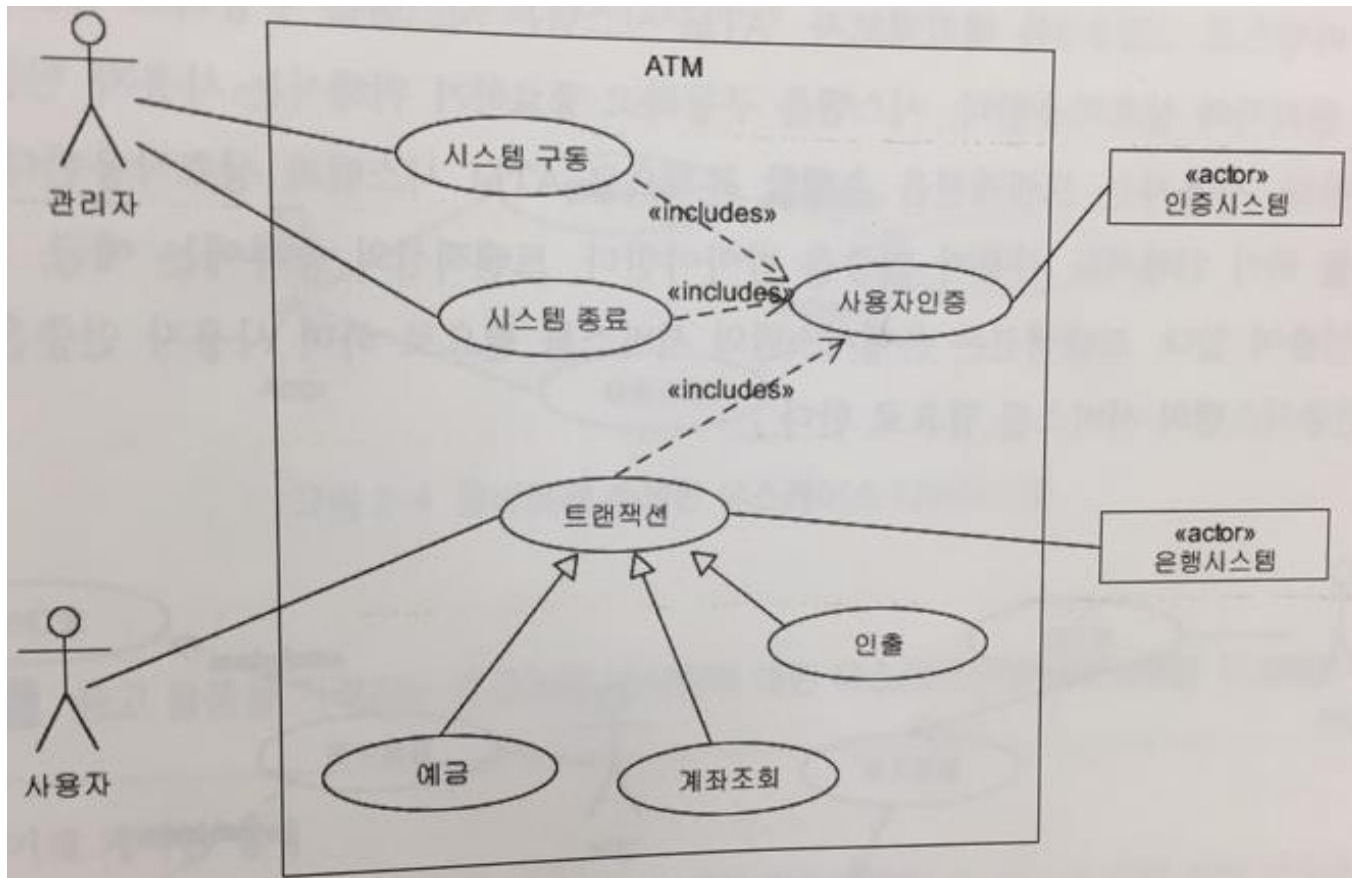 ATM
시스템 구동
«includes»
«actor»
인증시스템
관리자
«includes»
사용자인증
시스템 종료
«includes»
트랜잭션
«actor»
은행시스템
인출
사용자
예금
계좌조회